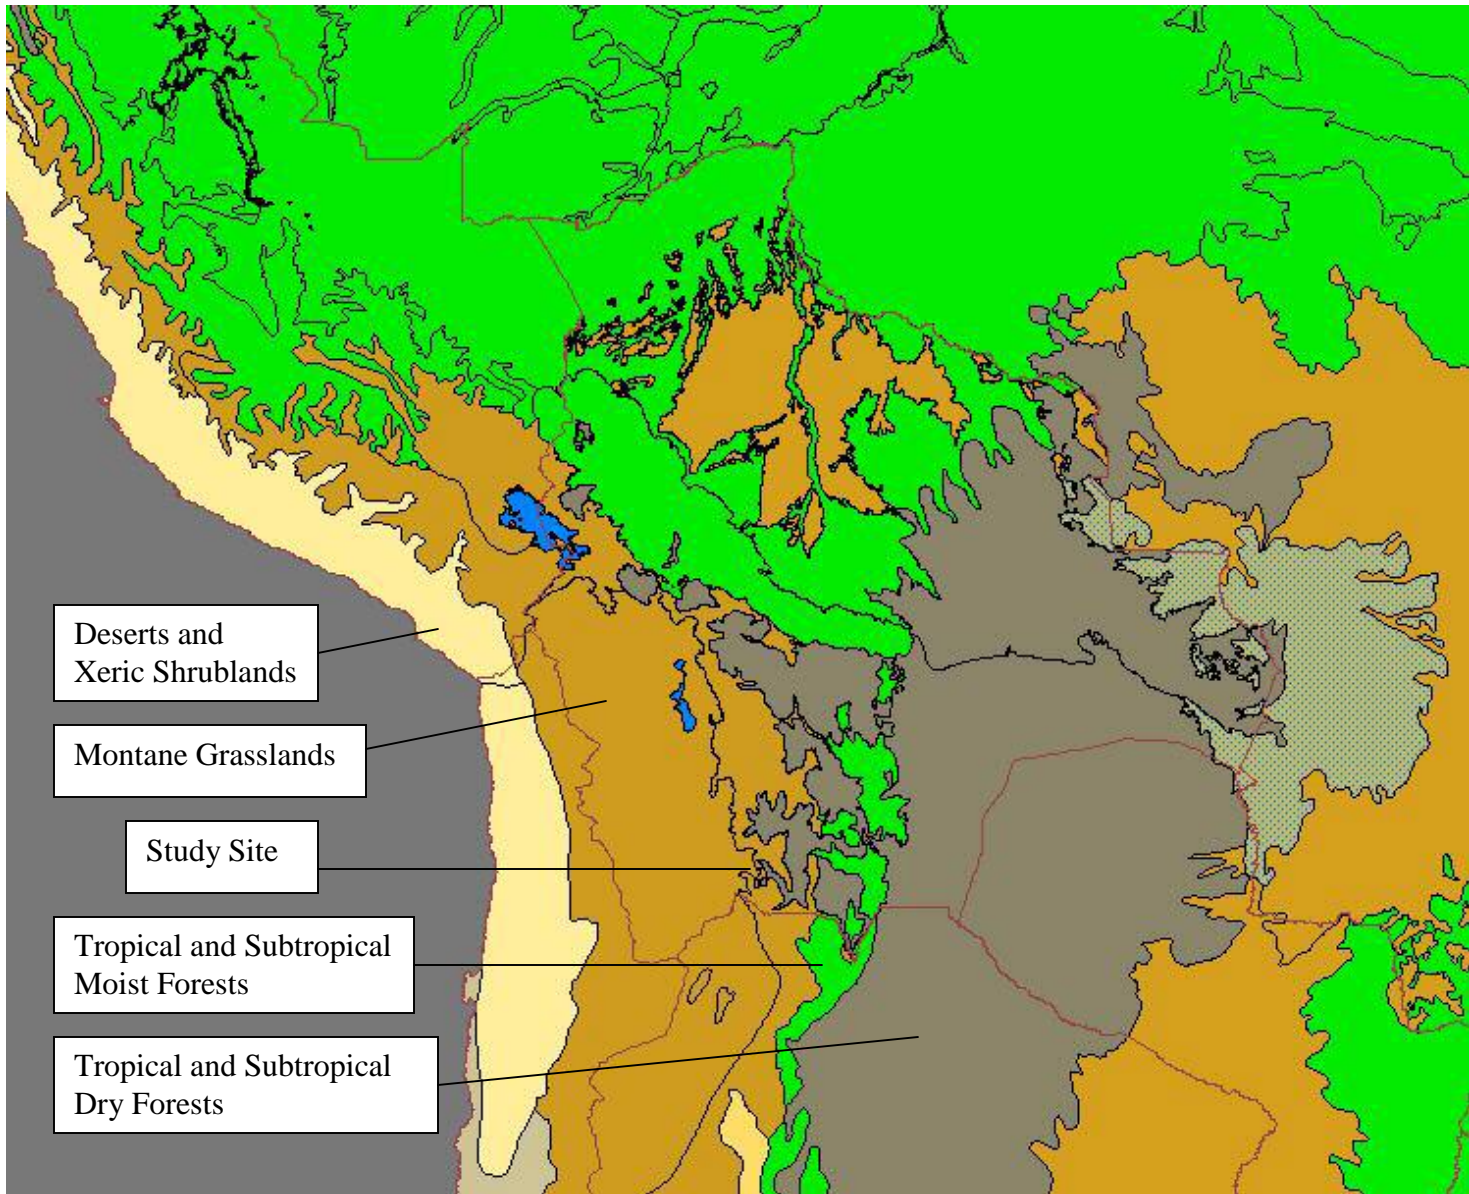 Deserts and
Xeric Shrublands
Montane Grasslands
Study Site
Tropical and Subtropical
Moist Forests
Tropical and Subtropical
Dry Forests